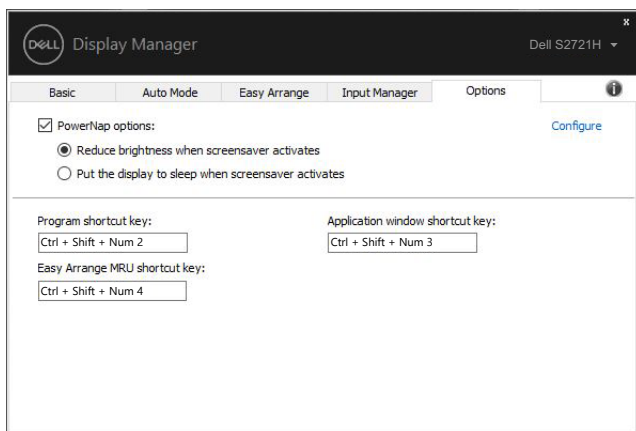 x
DELL Display Manager
Dell S2721H
Basic Auto Mode Easy Arrange Input Manager Options
PowerNap options: Configure
Reduce brightness when screensaver activates
Put the display to sleep when screensaver activates
Program shortcut key: Application window shortcut key:
Ctrl + Shift + Num 2 Ctrl + Shift + Num 3
Easy Arrange MRU shortcut key:
Ctrl + Shift + Num 4